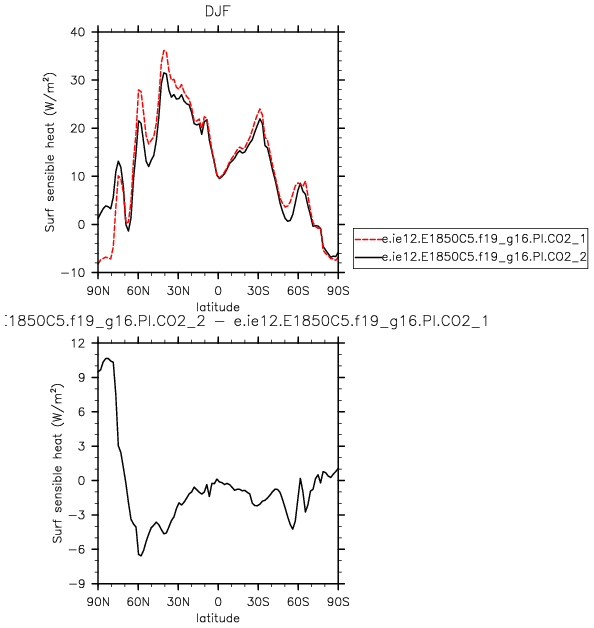 DJF
Surf sensible heat (W/m²)
40
30
20
10
0
−10
90N 60N 30N 0 30S 60S 90S
latitude
e.ie12.E1850C5.f19_g16.PI.CO2_1
e.ie12.E1850C5.f19_g16.PI.CO2_2
:1850C5.f19_g16.PI.CO2_2 − e.ie12.E1850C5.f19_g16.PI.CO2_1
Surf sensible heat (W/m²)
12
9
6
3
0
−3
−6
−9
90N 60N 30N 0 30S 60S 90S
latitude